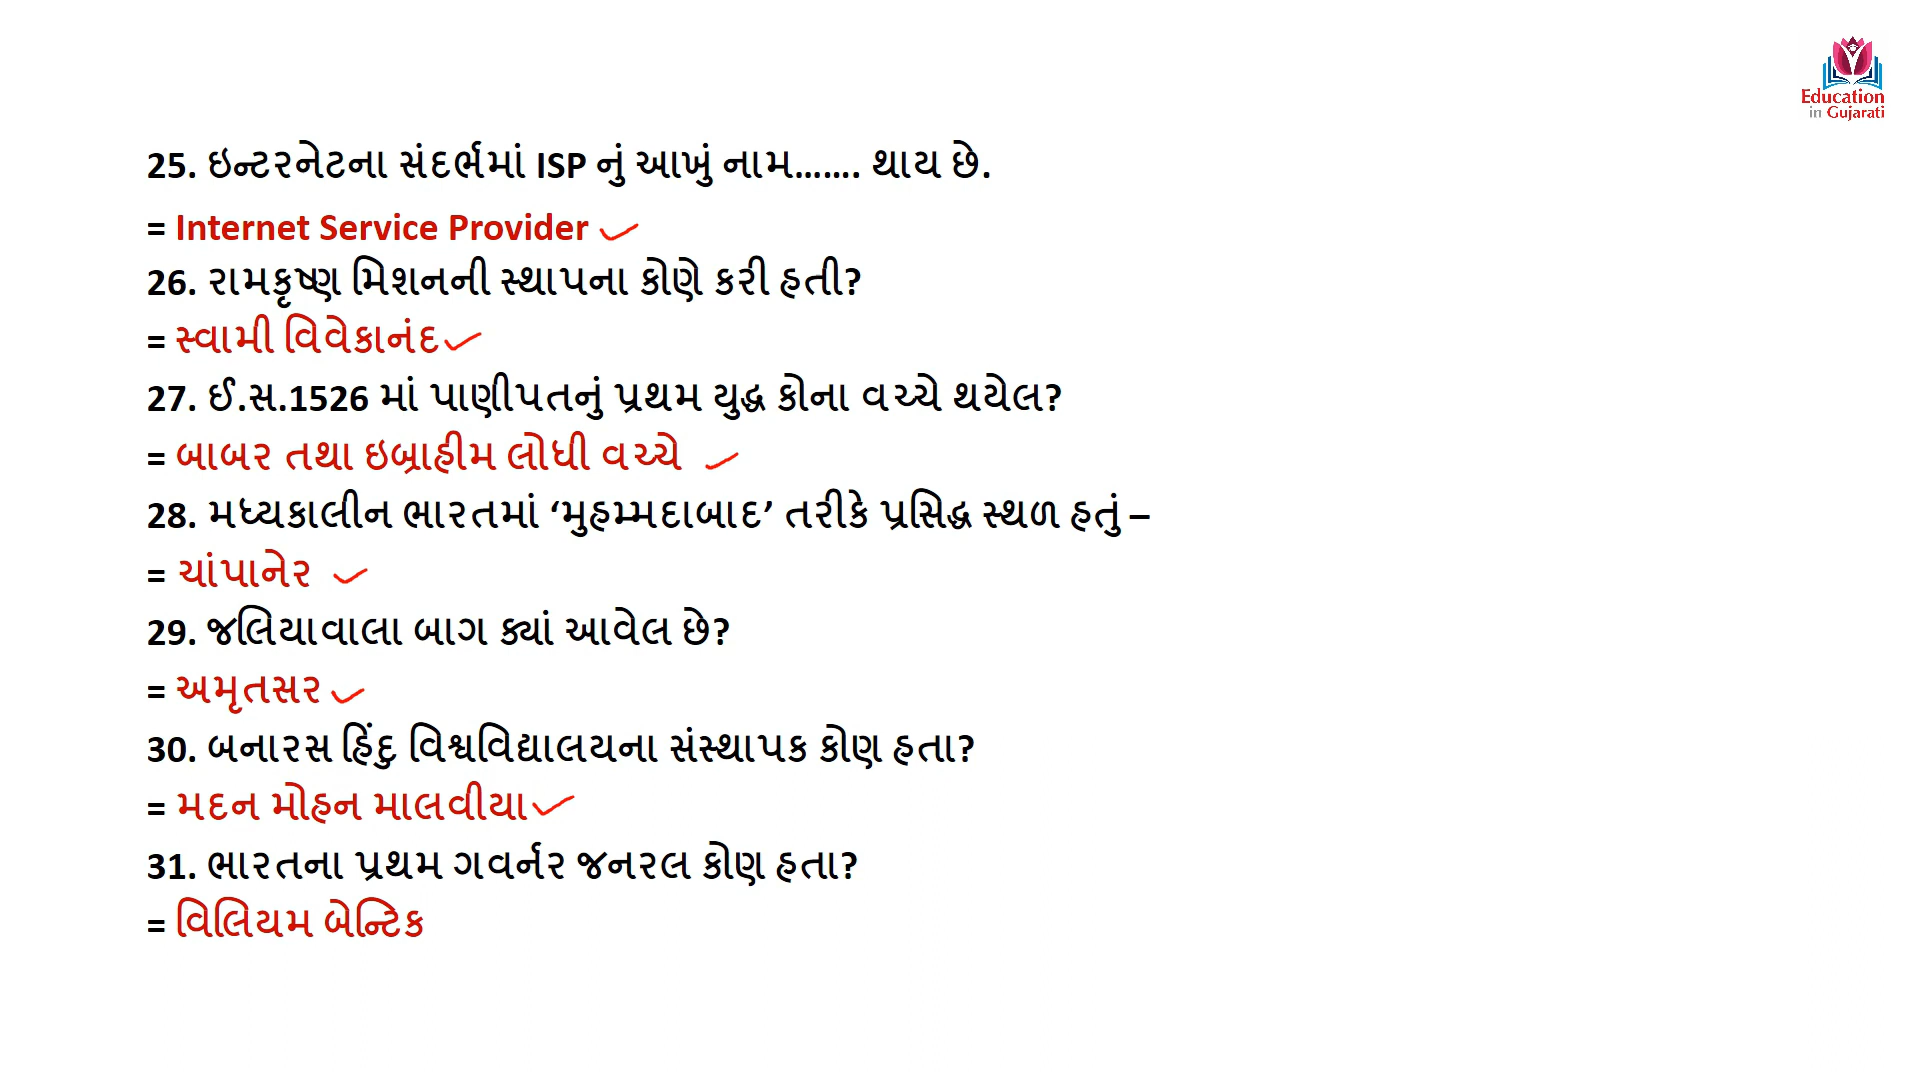 Education
in Gujarati
25. ઇન્ટરનેટના સંદર્ભમાં ISP નું આખું નામ....... થાય છે.
= Internet Service Provider
26. રામકૃષ્ણ મિશનની સ્થાપના કોણે કરી હતી?
= સ્વામી વિવેકાનંદ
27. ઈ.સ.1526 માં પાણીપતનું પ્રથમ યુદ્ધ કોના વચ્ચે થયેલ?
= બાબર તથા ઇબ્રાહીમ લોધી વચ્ચે
28. મધ્યકાલીન ભારતમાં ‘મુહમ્મદાબાદ’ તરીકે પ્રસિદ્ધ સ્થળ હતું –
= ચાંપાનેર
29. જલિયાવાલા બાગ ક્યાં આવેલ છે?
= અમૃતસર
30. બનારસ હિંદુ વિશ્વવિદ્યાલયના સંસ્થાપક કોણ હતા?
= મદન મોહન માલવીયા
31. ભારતના પ્રથમ ગવર્નર જનરલ કોણ હતા?
= વિલિયમ બેન્ટિક